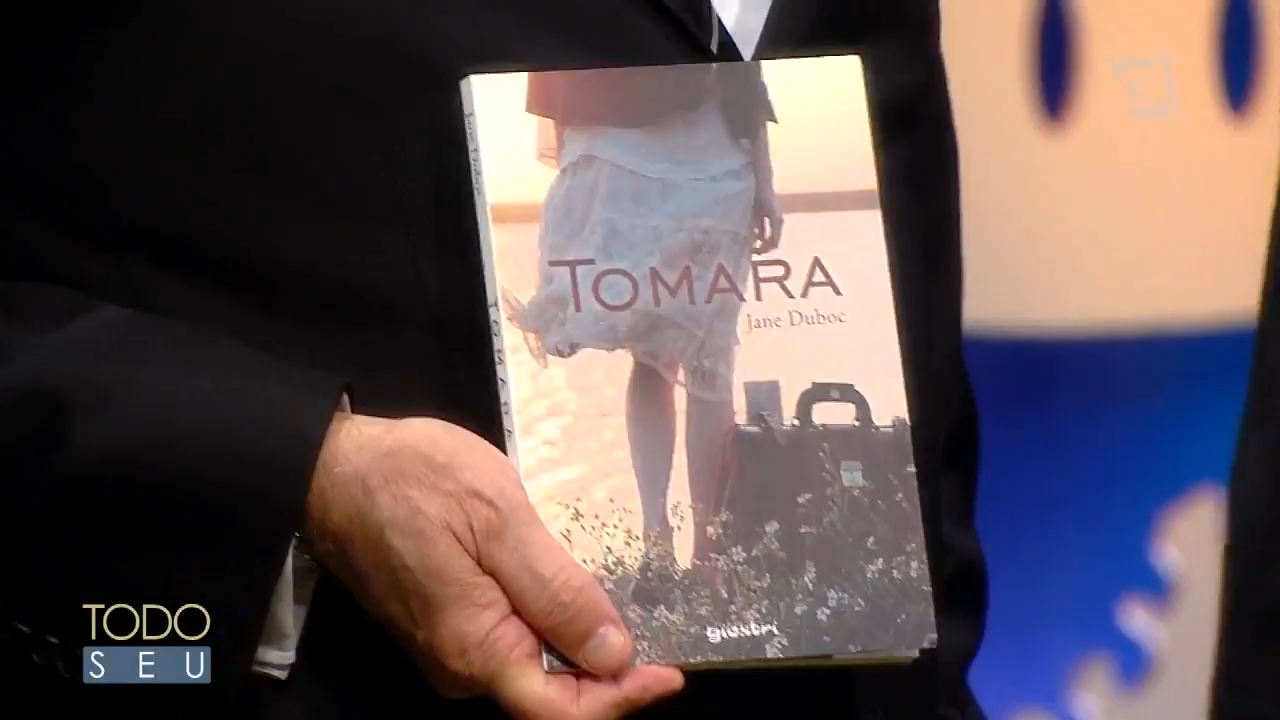 TOMARA
Jane Duboc
Jane Duboc
TOMARA
giostri
TODO
SEU